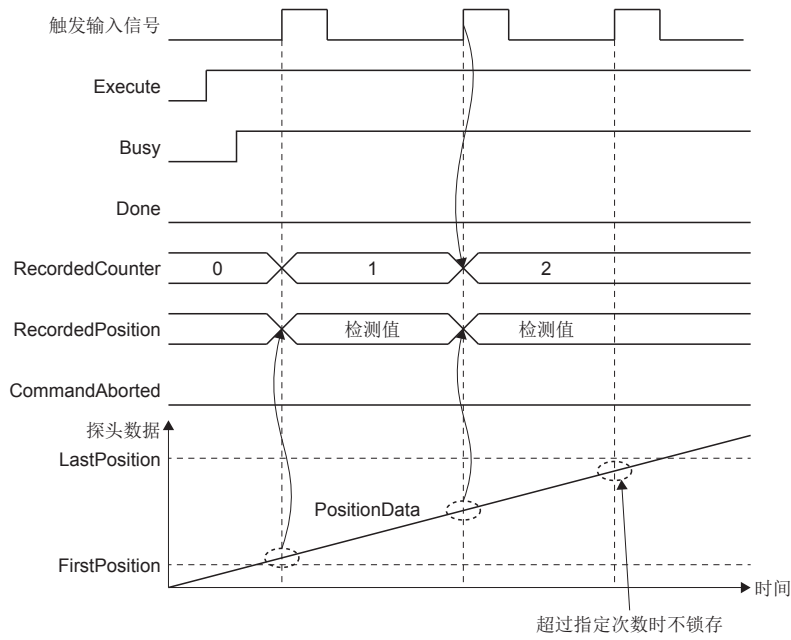 触发输入信号
Execute
Busy
Done
RecordedCounter
0
1
2
RecordedPosition
检测值
检测值
CommandAborted
探头数据
LastPosition
PositionData
FirstPosition
时间
超过指定次数时不锁存